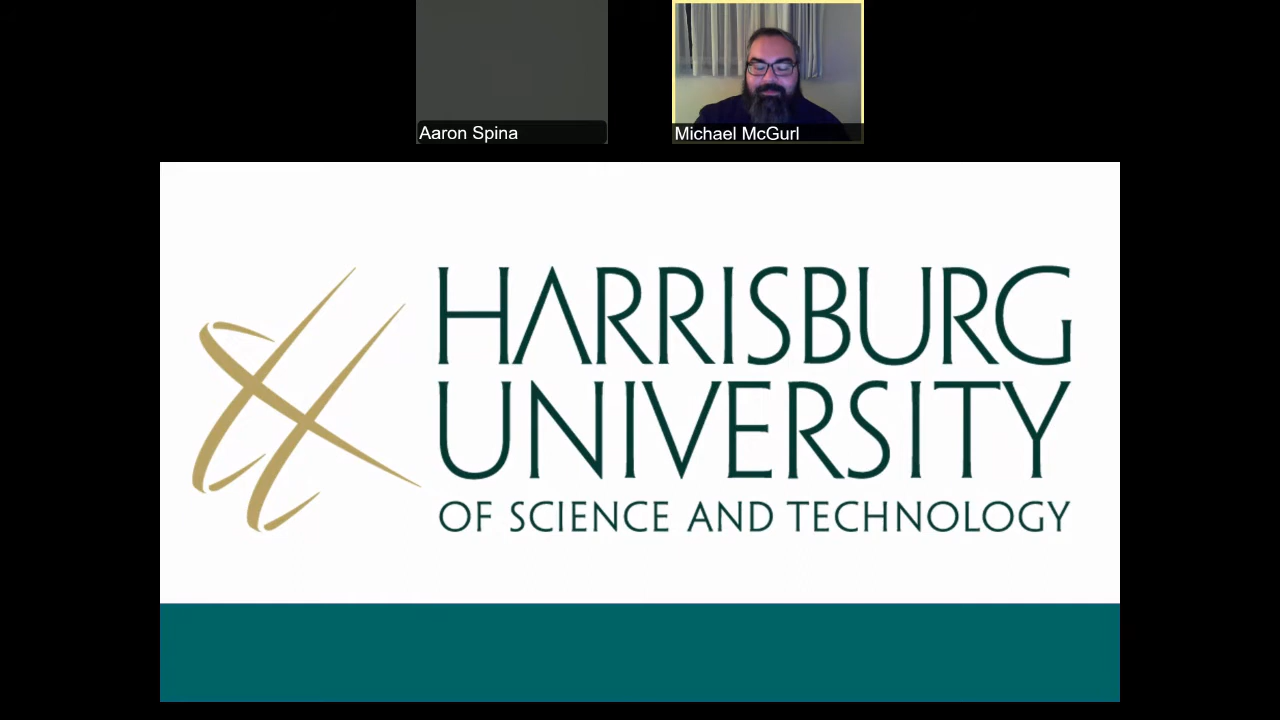 Aaron Spina
Michael McGurl
HARRISBURG
UNIVERSITY
OF SCIENCE AND TECHNOLOGY